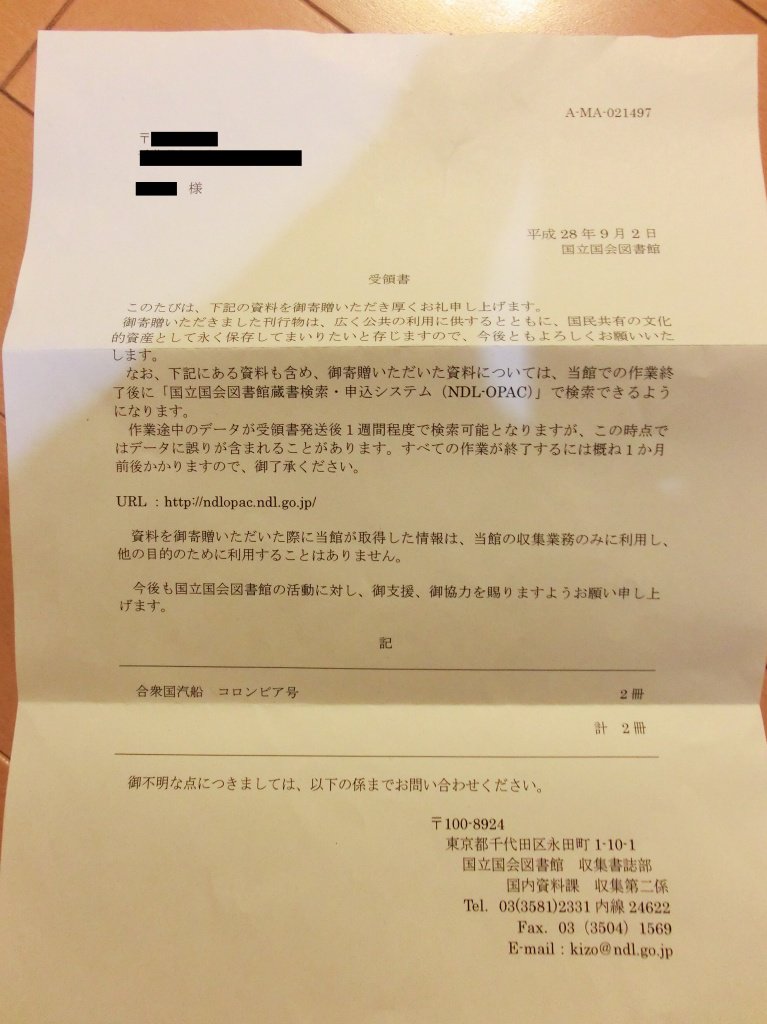 A-MA-021497
〒
様
平成 28 年 9 月 2 日
国立国会図書館
受領書
このたびは、下記の資料を御寄贈いただき厚くお礼申し上げます。
御寄贈いただきました刊行物は、広く公共の利用に供するとともに、国民共有の文化
的資産として永く保存してまいりたいと存じますので、今後ともよろしくお願いいた
します。
なお、下記にある資料も含め、御寄贈いただいた資料については、当館での作業終
了後に「国立国会図書館蔵書検索・申込システム（NDL-OPAC）」で検索できるよう
になります。
作業途中のデータが受領書発送後１週間程度で検索可能となりますが、この時点で
はデータに誤りが含まれることがあります。すべての作業が終了するには概ね１か月
前後かかりますので、御了承ください。
URL ：http://ndlopac.ndl.go.jp/
資料を御寄贈いただいた際に当館が取得した情報は、当館の収集業務のみに利用し、
他の目的のために利用することはありません。
今後も国立国会図書館の活動に対し、御支援、御協力を賜りますようお願い申し上
げます。
記
合衆国汽船　コロンビア号　2 冊
計　2 冊
御不明な点につきましては、以下の係までお問い合わせください。
〒100-8924
東京都千代田区永田町 1-10-1
国立国会図書館　収集書誌部
国内資料課　収集第二係
Tel.  03(3581)2331 内線 24622
Fax.  03（3504）1569
E-mail：kizo@ndl.go.jp